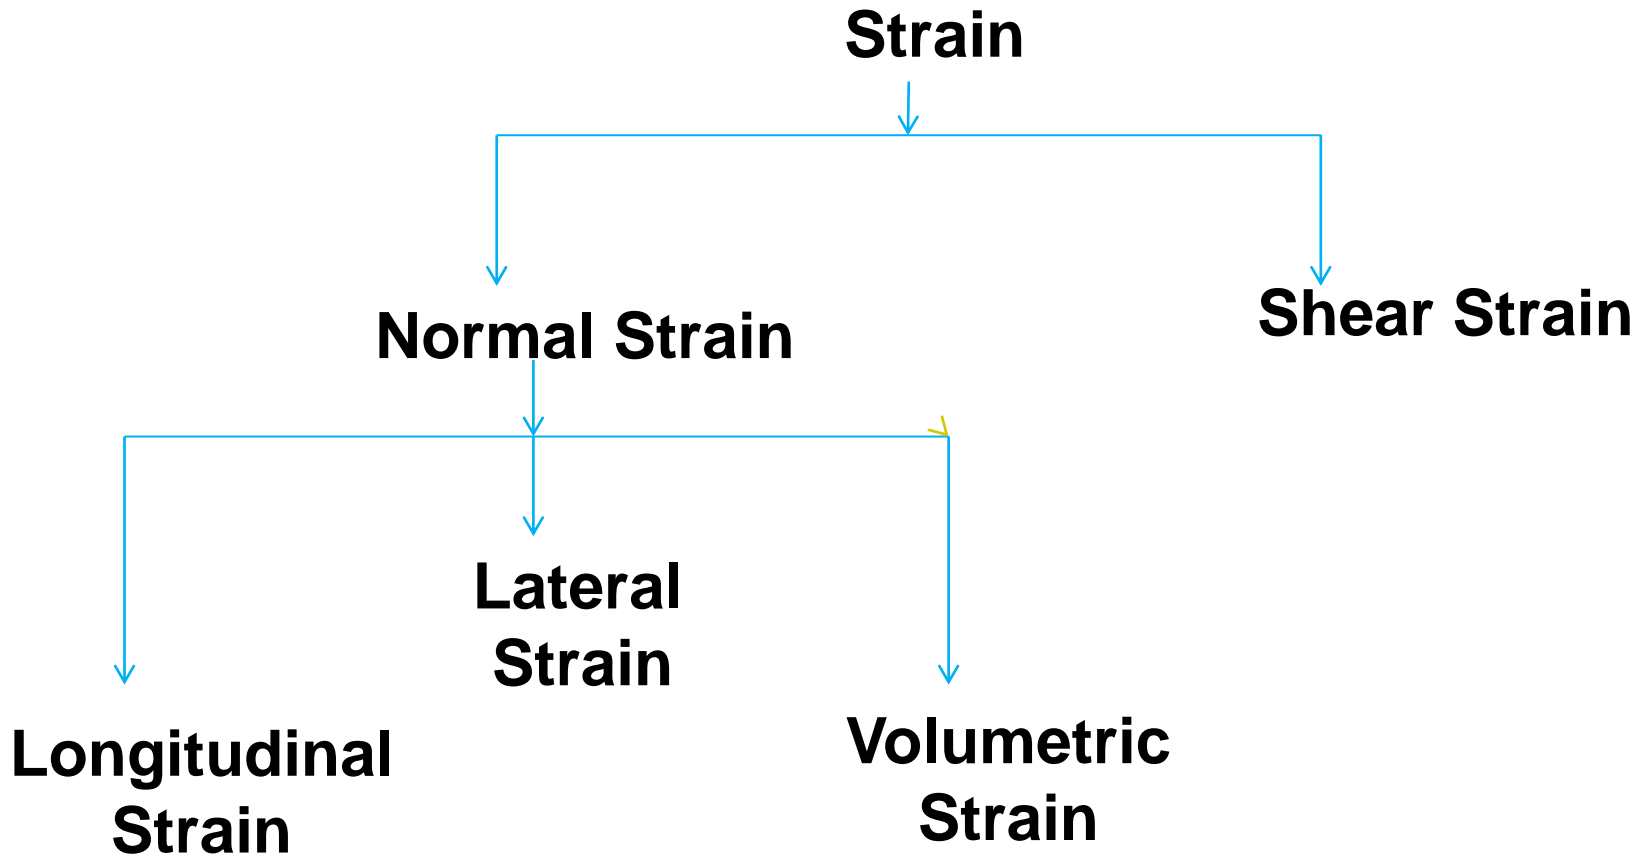 Strain
Normal Strain
Shear Strain
Lateral
Strain
Longitudinal
Strain
Volumetric
Strain